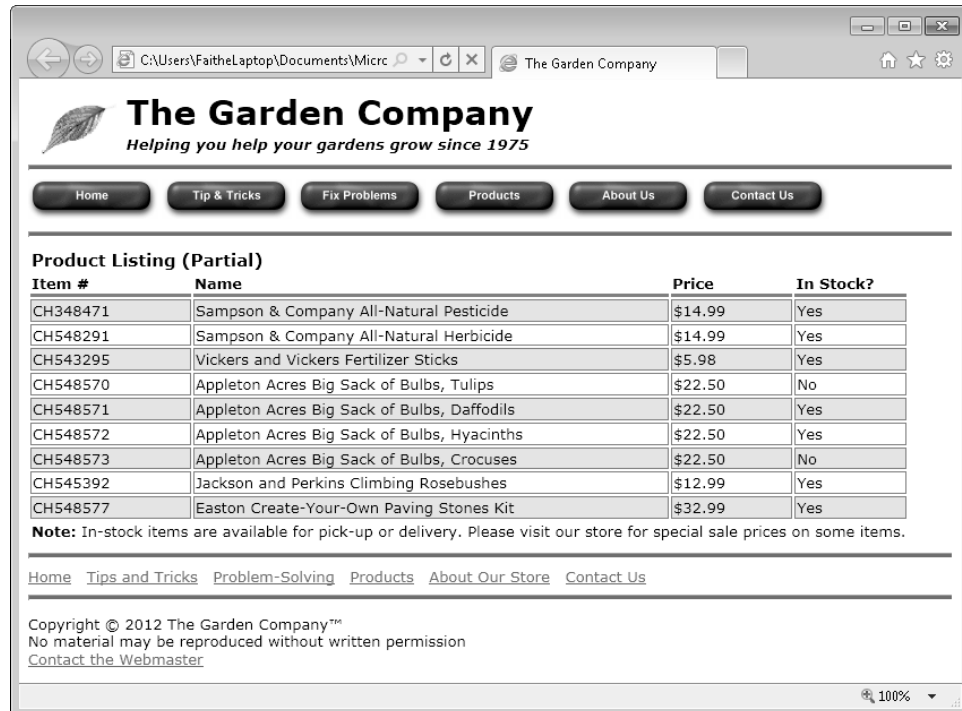 C:\Users\FaitheLaptop\Documents\Micrc
The Garden Company
The Garden Company
Helping you help your gardens grow since 1975
Home Tip & Tricks Fix Problems Products About Us Contact Us
Product Listing (Partial)
Item # Name Price In Stock?
CH348471 Sampson & Company All-Natural Pesticide $14.99 Yes
CH548291 Sampson & Company All-Natural Herbicide $14.99 Yes
CH543295 Vickers and Vickers Fertilizer Sticks $5.98 Yes
CH548570 Appleton Acres Big Sack of Bulbs, Tulips $22.50 No
CH548571 Appleton Acres Big Sack of Bulbs, Daffodils $22.50 Yes
CH548572 Appleton Acres Big Sack of Bulbs, Hyacinths $22.50 Yes
CH548573 Appleton Acres Big Sack of Bulbs, Crocuses $22.50 No
CH545392 Jackson and Perkins Climbing Rosebushes $12.99 Yes
CH548577 Easton Create-Your-Own Paving Stones Kit $32.99 Yes
Note: In-stock items are available for pick-up or delivery. Please visit our store for special sale prices on some items.
Home Tips and Tricks Problem-Solving Products About Our Store Contact Us
Copyright © 2012 The Garden Company™
No material may be reproduced without written permission
Contact the Webmaster
100%